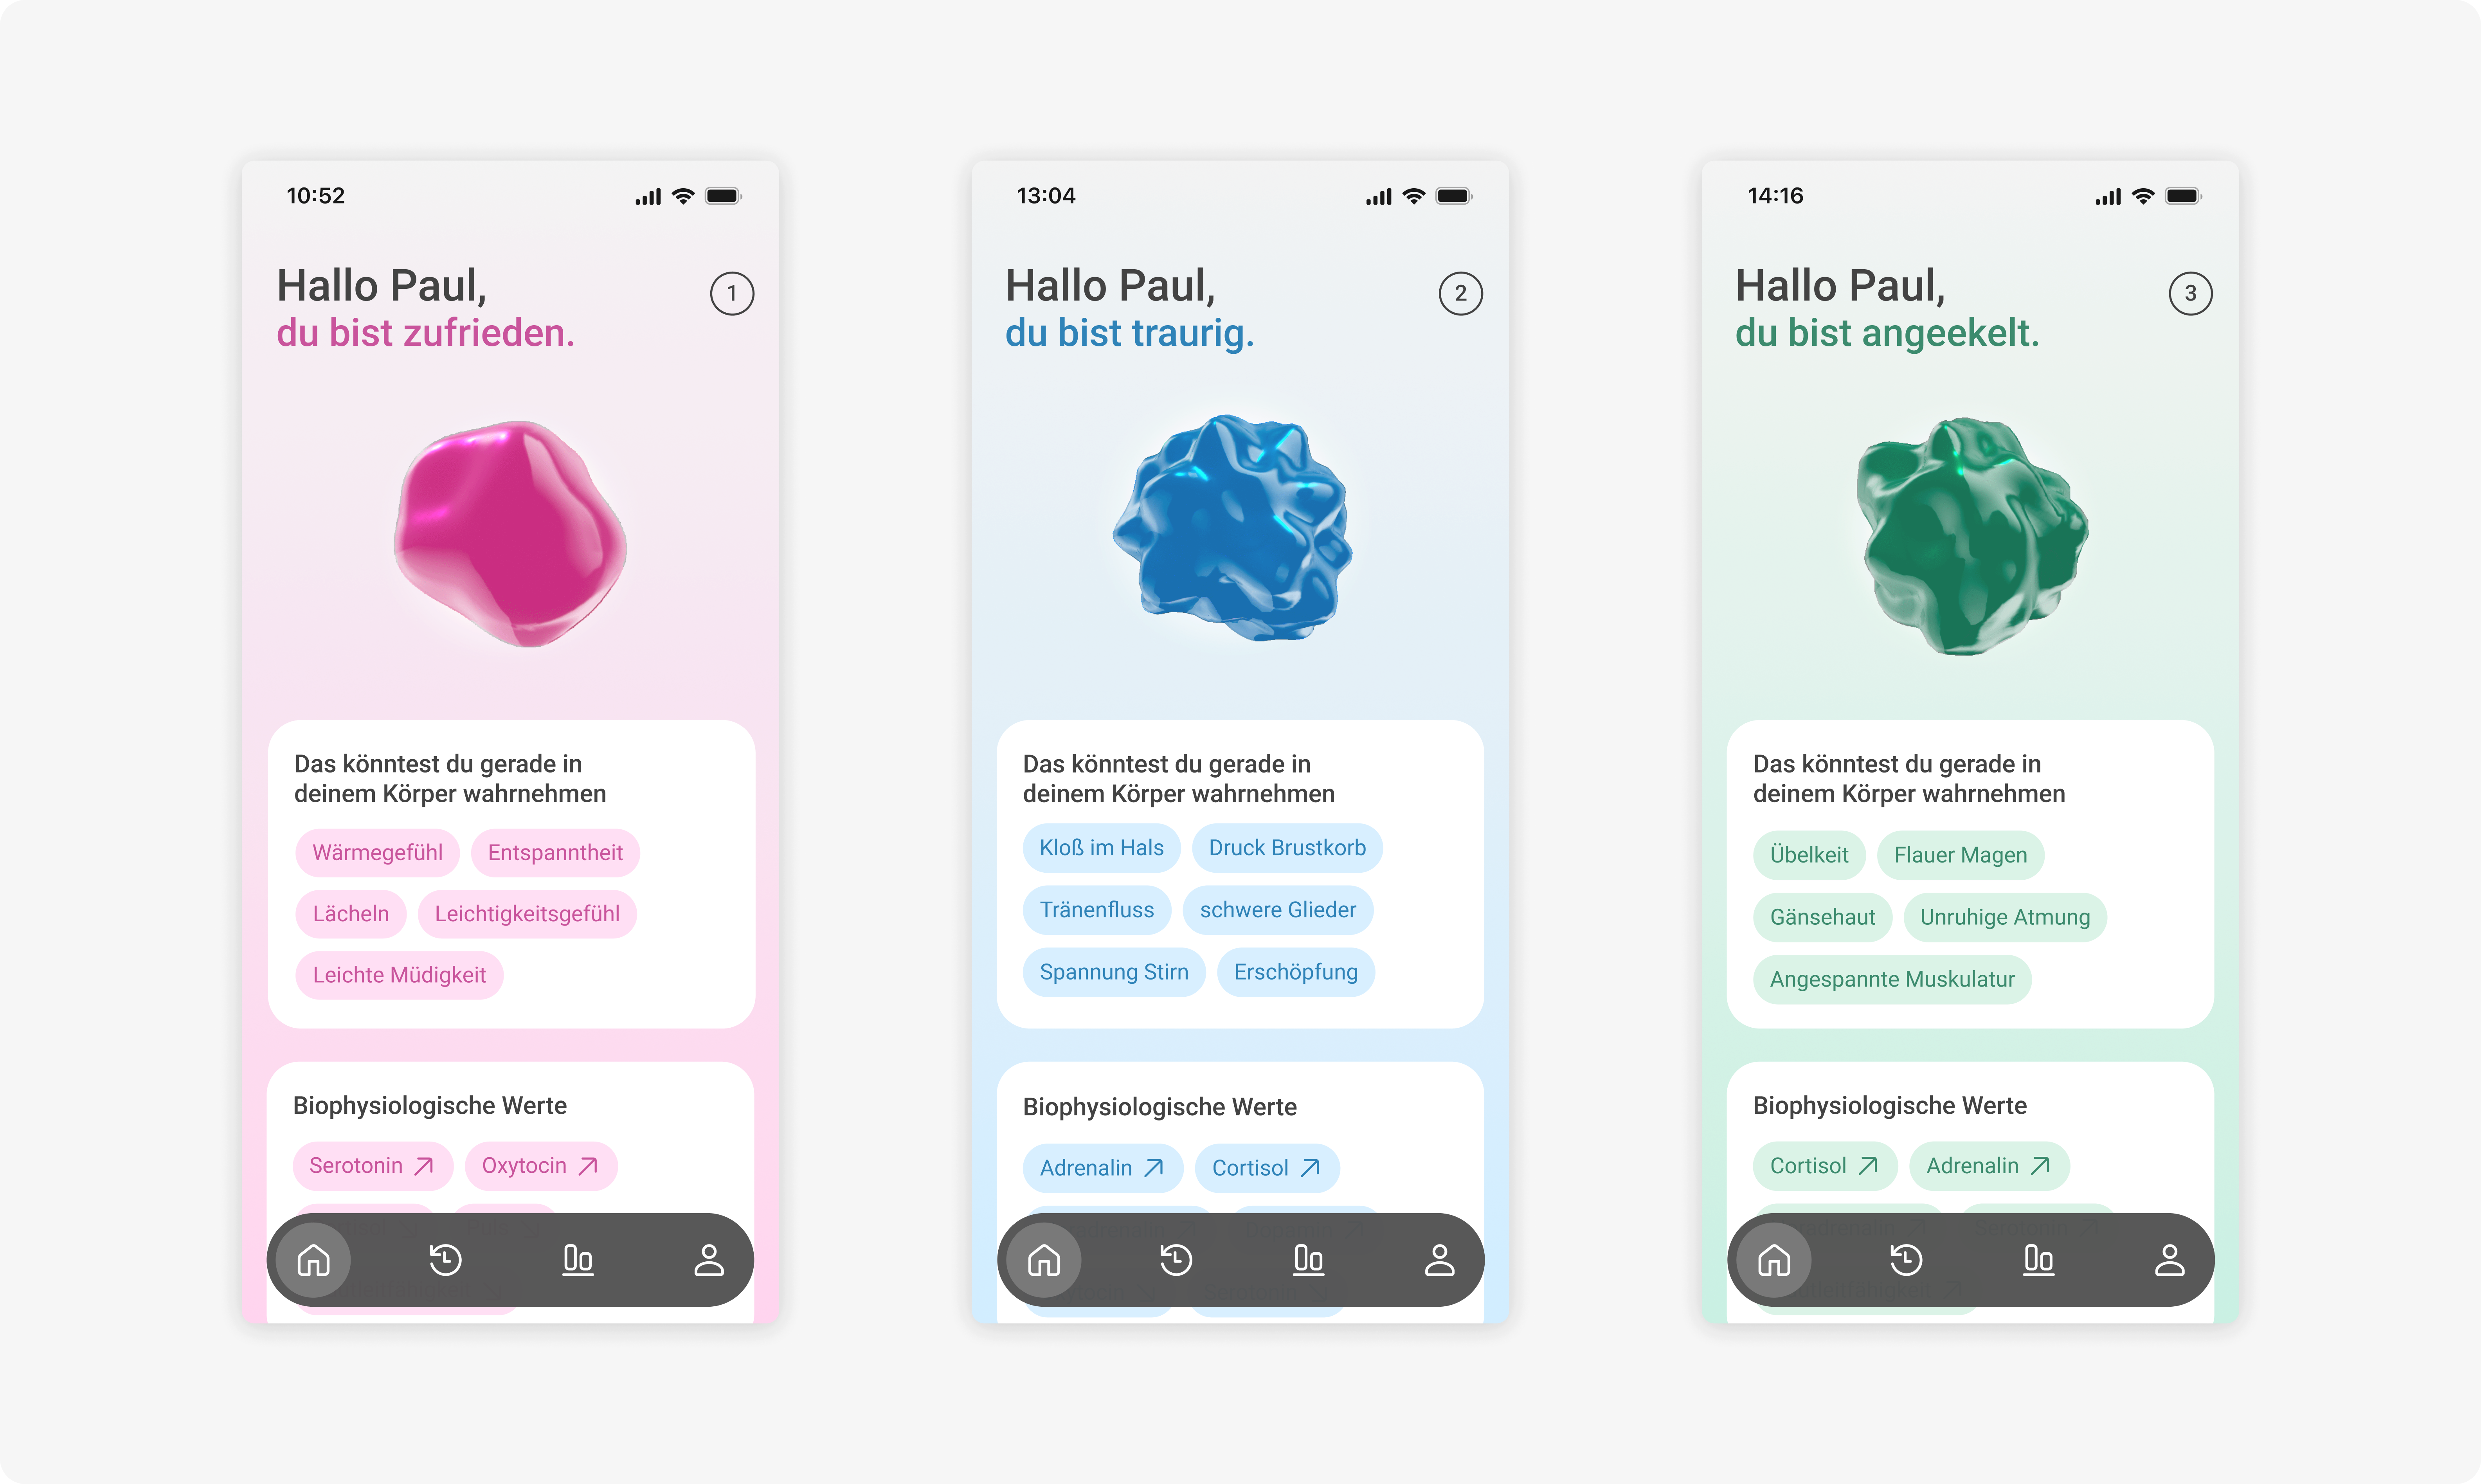 10:52
Hallo Paul,
1
du bist zufrieden.
Das könntest du gerade in
deinem Körper wahrnehmen
Wärmegefühl Entspanntheit
Lächeln Leichtigkeitsgefühl
Leichte Müdigkeit
Biophysiologische Werte
Serotonin Oxytocin
13:04
Hallo Paul,
2
du bist traurig.
Das könntest du gerade in
deinem Körper wahrnehmen
Kloß im Hals Druck Brustkorb
Tränenfluss schwere Glieder
Spannung Stirn Erschöpfung
Biophysiologische Werte
Adrenalin Cortisol
14:16
Hallo Paul,
3
du bist angeekelt.
Das könntest du gerade in
deinem Körper wahrnehmen
Übelkeit Flauer Magen
Gänsehaut Unruhige Atmung
Angespannte Muskulatur
Biophysiologische Werte
Cortisol Adrenalin
Serotonin